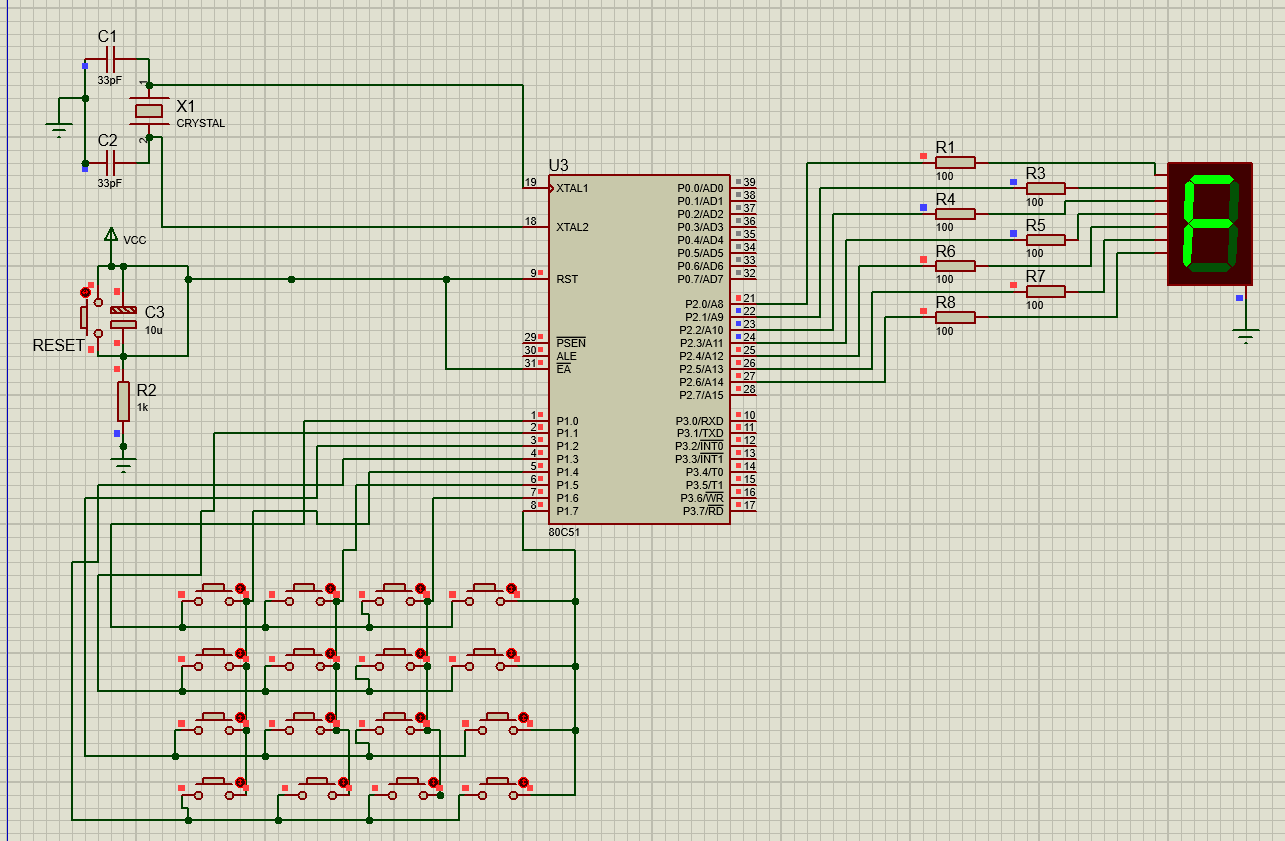 C1
33pF
1
X1
CRYSTAL
2
C2
33pF
VCC
C3
10u
RESET
R2
1k
U3
19 XTAL1
18 XTAL2
9 RST
29 PSEN
30 ALE
31 EA
1 P1.0
2 P1.1
3 P1.2
4 P1.3
5 P1.4
6 P1.5
7 P1.6
8 P1.7
P0.0/AD0 39
P0.1/AD1 38
P0.2/AD2 37
P0.3/AD3 36
P0.4/AD4 35
P0.5/AD5 34
P0.6/AD6 33
P0.7/AD7 32
P2.0/A8 21
P2.1/A9 22
P2.2/A10 23
P2.3/A11 24
P2.4/A12 25
P2.5/A13 26
P2.6/A14 27
P2.7/A15 28
P3.0/RXD 10
P3.1/TXD 11
P3.2/INT0 12
P3.3/INT1 13
P3.4/T0 14
P3.5/T1 15
P3.6/WR 16
P3.7/RD 17
80C51
R1
100
R3
100
R4
100
R5
100
R6
100
R7
100
R8
100
F